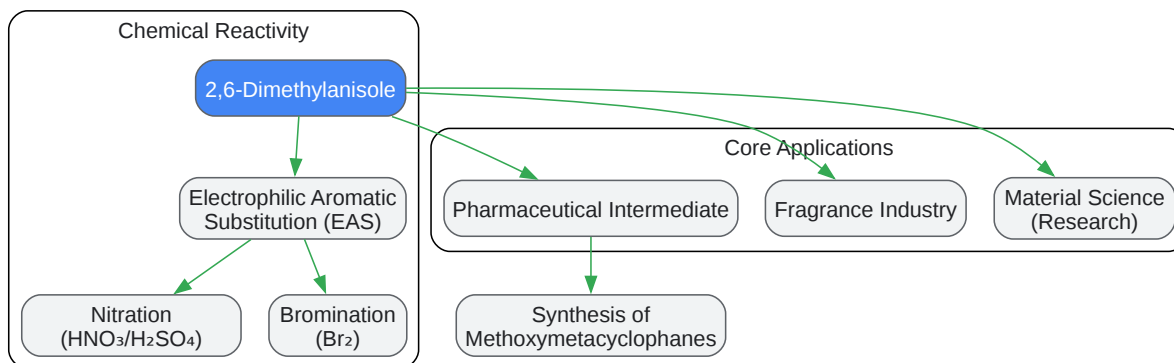 Chemical Reactivity
2,6-Dimethylanisole
Core Applications
Electrophilic Aromatic
Substitution (EAS)
Pharmaceutical Intermediate
Fragrance Industry
Material Science
(Research)
Nitration
(HNO₃/H₂SO₄)
Bromination
(Br₂)
Synthesis of
Methoxymetacyclophanes